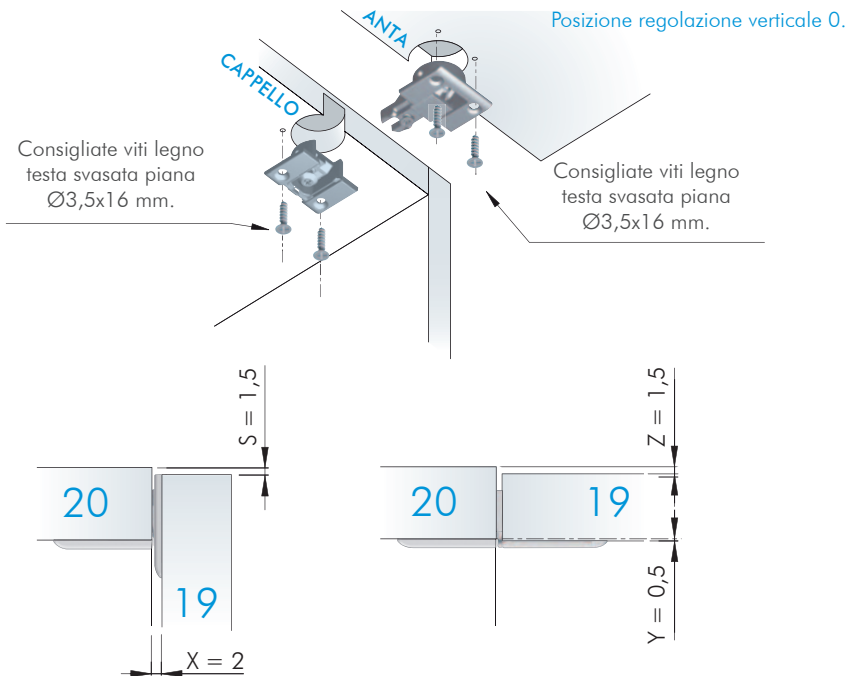 Posizione regolazione verticale 0.
ANTA
CAPPELLO
Consigliate viti legno
testa svasata piana
Ø3,5x16 mm.
Consigliate viti legno
testa svasata piana
Ø3,5x16 mm.
S = 1,5
20
19
X = 2
Z = 1,5
20
19
Y = 0,5